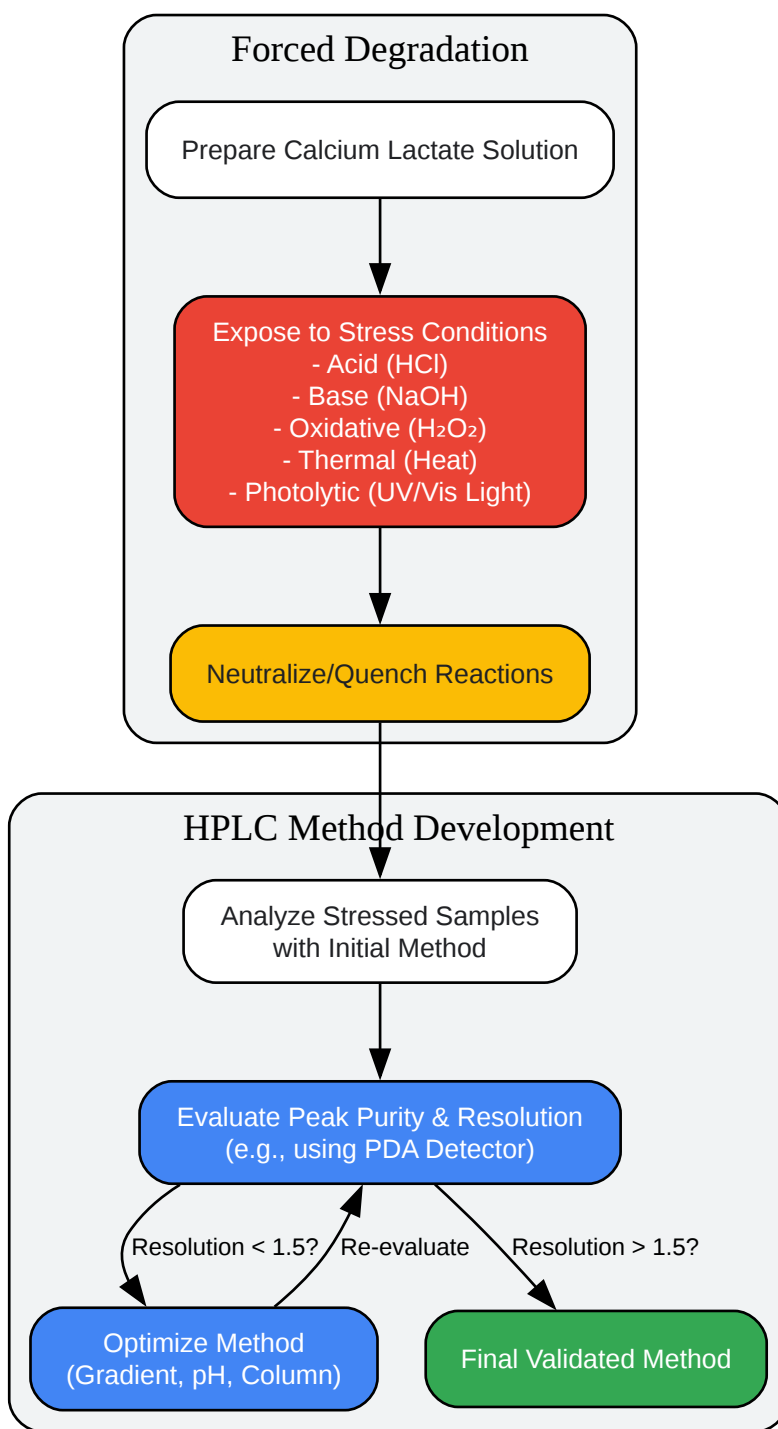 Forced Degradation
Prepare Calcium Lactate Solution
Expose to Stress Conditions
- Acid (HCl)
- Base (NaOH)
- Oxidative (H₂O₂)
- Thermal (Heat)
- Photolytic (UV/Vis Light)
Neutralize/Quench Reactions
HPLC Method Development
Analyze Stressed Samples
with Initial Method
Evaluate Peak Purity & Resolution
(e.g., using PDA Detector)
Resolution < 1.5?
Re-evaluate
Resolution > 1.5?
Optimize Method
(Gradient, pH, Column)
Final Validated Method